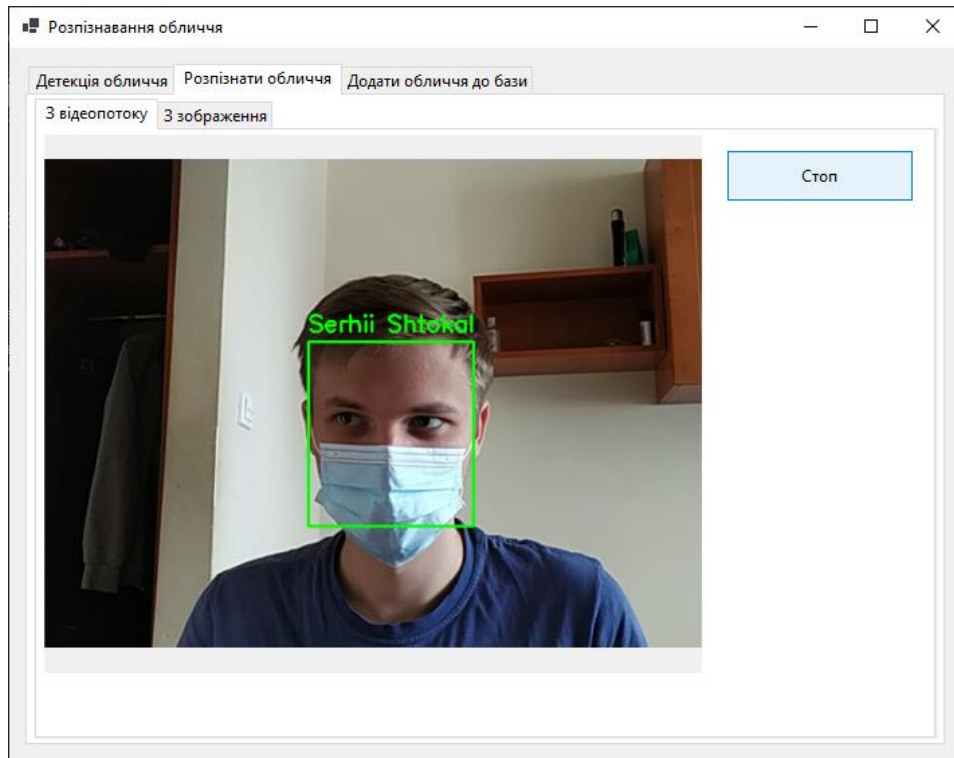 Розпізнавання обличчя
Детекція обличчя Розпізнати обличчя Додати обличчя до бази
З відеопотоку З зображення
Стоп
Serhii Shtokal